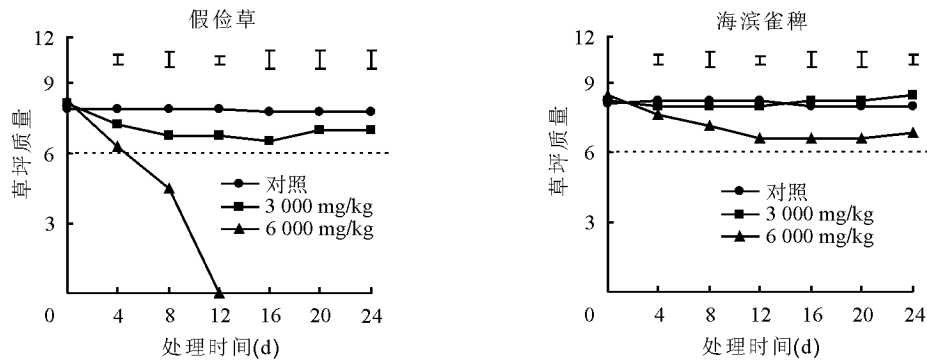 假俭草
12
9
6
3
0
草坪质量
对照
3 000 mg/kg
6 000 mg/kg
4 8 12 16 20 24
处理时间(d)
海滨雀稗
12
9
6
3
0
草坪质量
对照
3 000 mg/kg
6 000 mg/kg
4 8 12 16 20 24
处理时间(d)